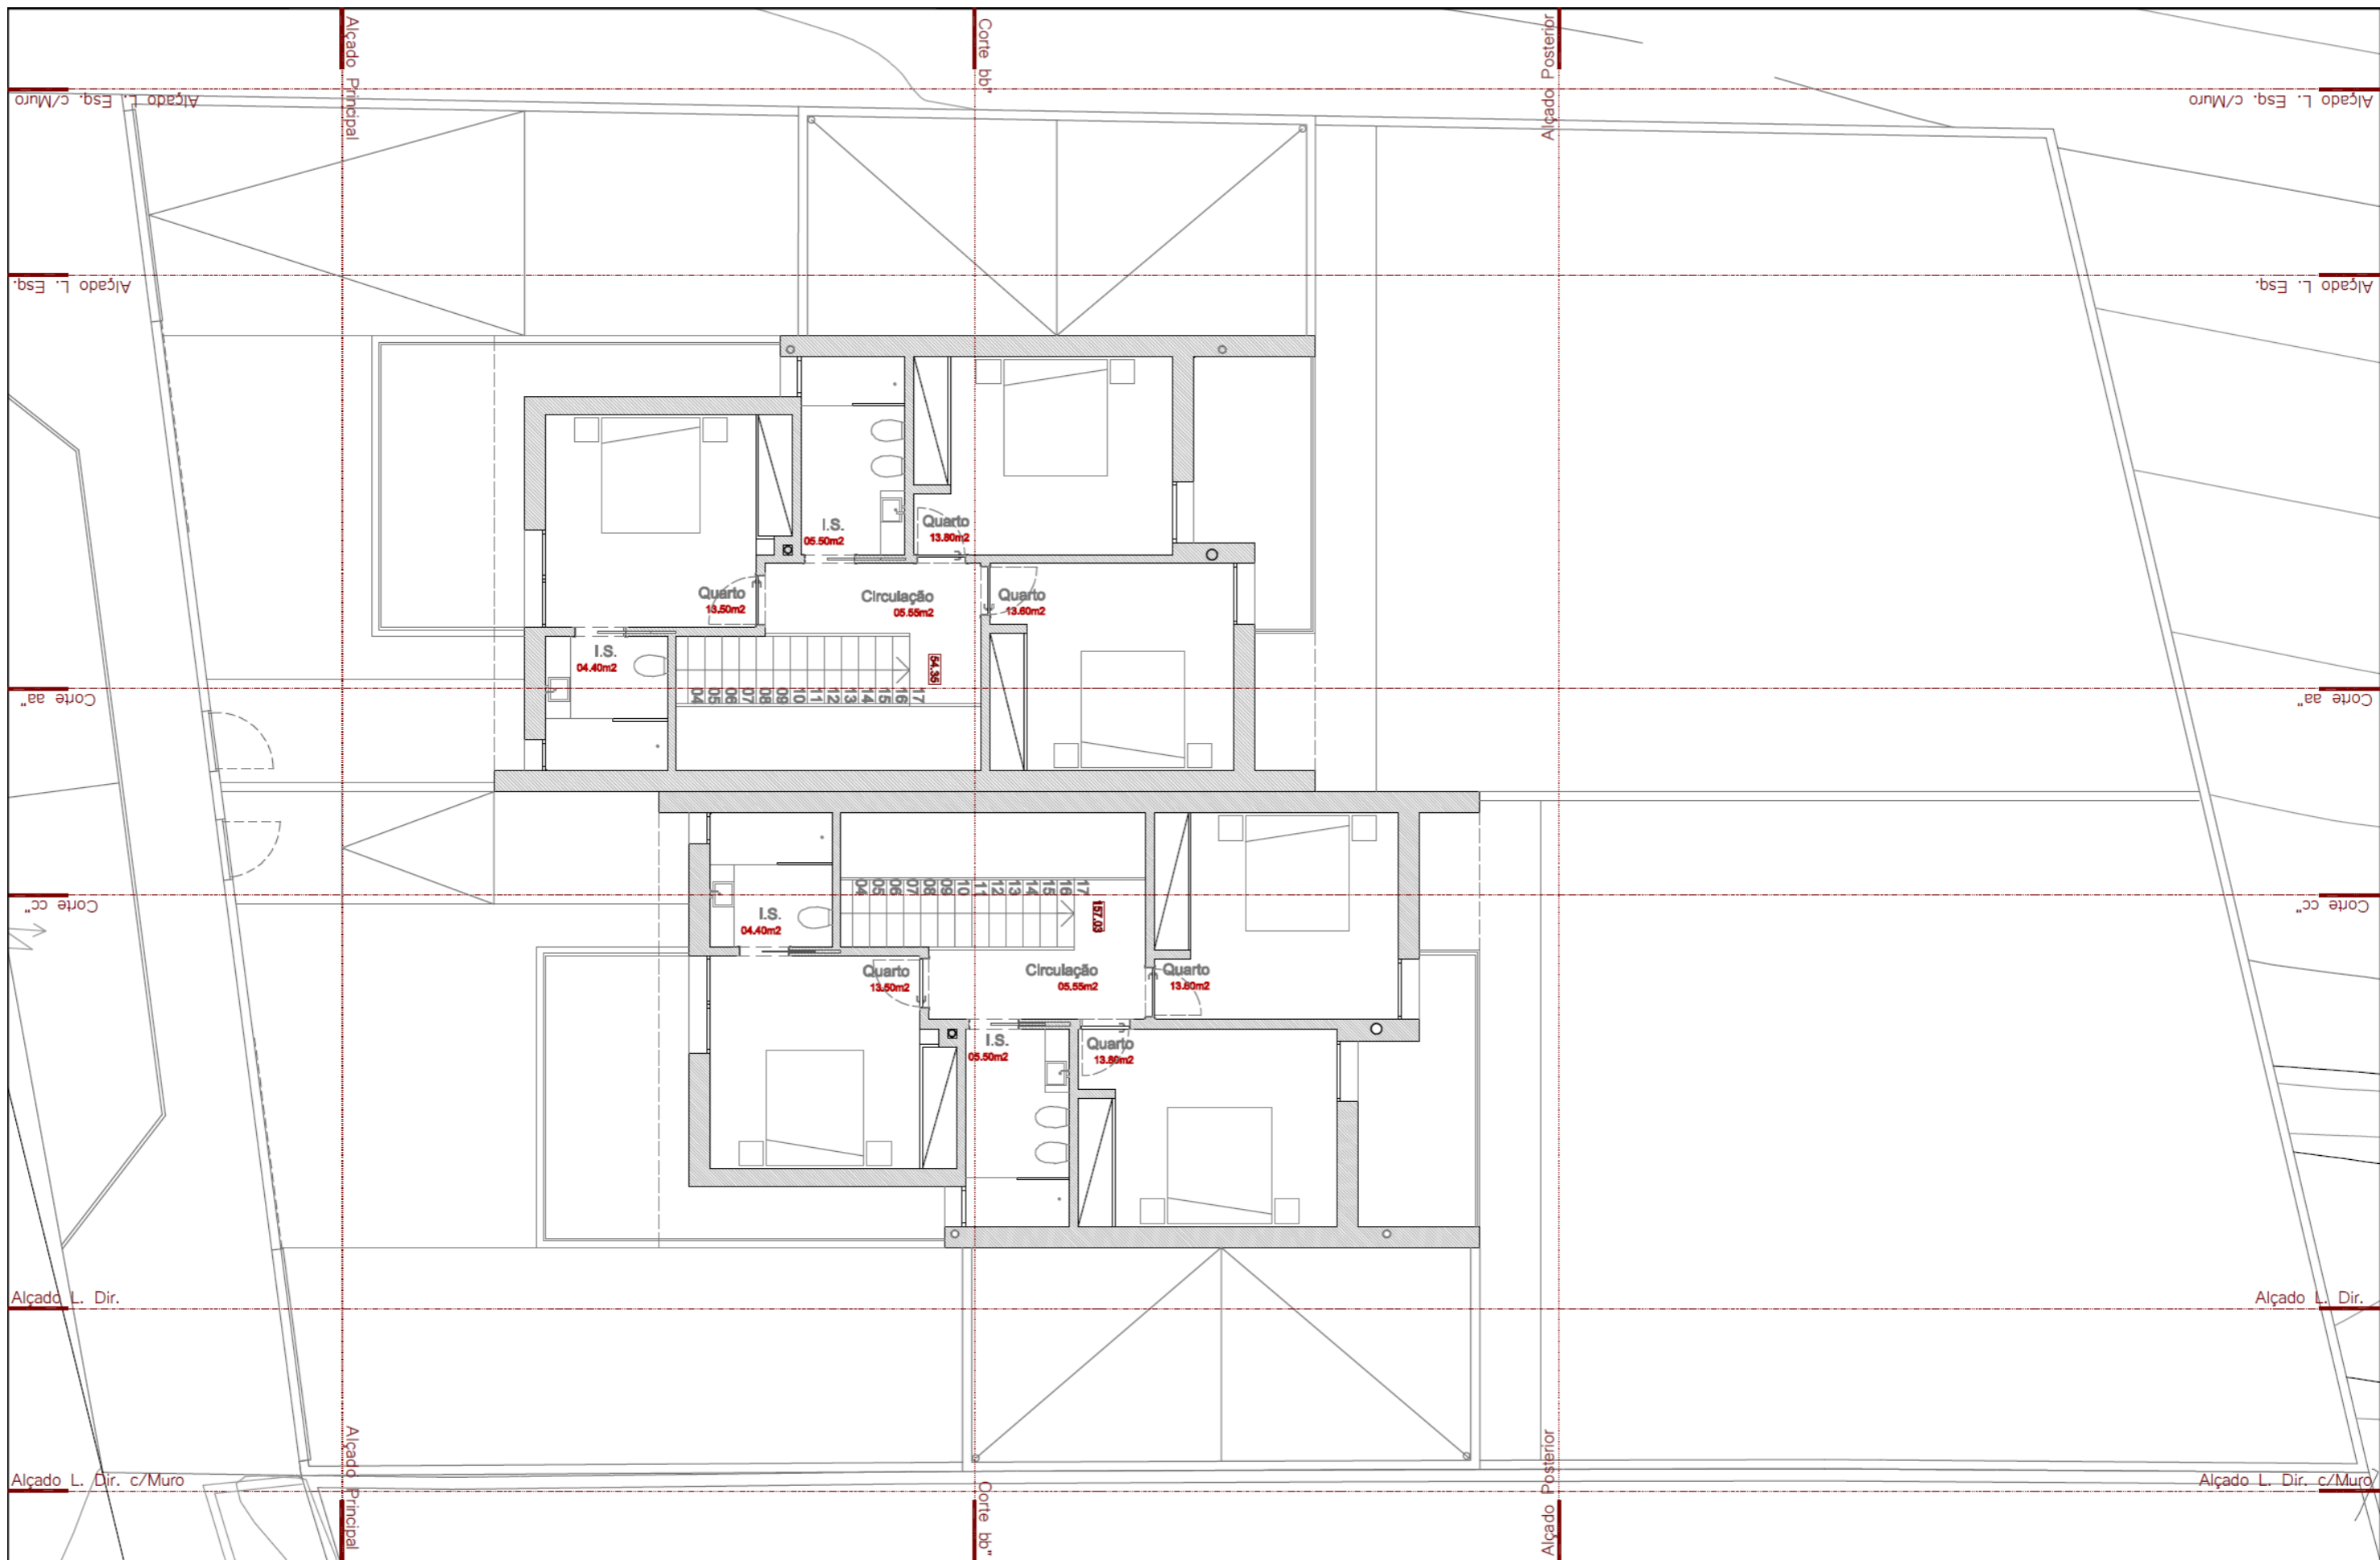 Alçado Principal
Corte bb"
Alçado Posterior
Alçado L. Esq. c/Muro
Alçado L. Esq. c/Muro
Alçado L. Esq.
Alçado L. Esq.
I.S.
05.50m2
Quarto
13.80m2
Quarto
13.50m2
Circulação
05.55m2
Quarto
13.60m2
I.S.
04.40m2
04
05
06
07
08
09
10
11
12
13
14
15
16
17
Corte aa"
Corte aa"
04
05
06
07
08
09
10
11
12
13
14
15
16
17
157.03
Corte cc"
Corte cc"
I.S.
04.40m2
Quarto
13.50m2
Circulação
05.55m2
Quarto
13.60m2
I.S.
05.50m2
Quarto
13.80m2
Alçado L. Dir.
Alçado L. Dir.
Alçado L. Dir. c/Muro
Alçado L. Dir. c/Muro
Alçado Principal
Corte bb"
Alçado Posterior